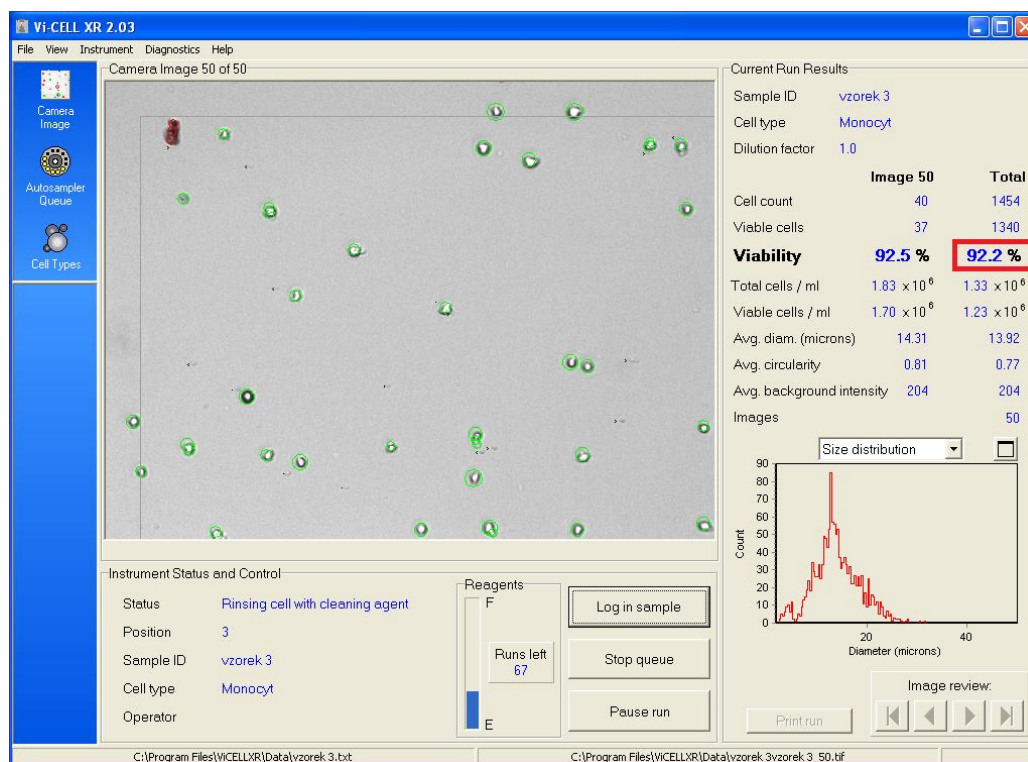 Vi-CELL XR 2.03
File View Instrument Diagnostics Help
Camera Image
Autosampler Queue
Cell Types
Camera Image 50 of 50
Current Run Results
Sample ID vzorek 3
Cell type Monocyt
Dilution factor 1.0
Image 50 Total
Cell count 40 1454
Viable cells 37 1340
Viability 92.5 % 92.2 %
Total cells / ml 1.83 x 10^6 1.33 x 10^6
Viable cells / ml 1.70 x 10^6 1.23 x 10^6
Avg. diam. (microns) 14.31 13.92
Avg. circularity 0.81 0.77
Avg. background intensity 204 204
Images 50
Size distribution
90
80
70
60
50
40
30
20
10
0
Count
20 40
Diameter (microns)
Image review:
Print run
Instrument Status and Control
Status Rinsing cell with cleaning agent
Position 3
Sample ID vzorek 3
Cell type Monocyt
Operator
Reagents
F
Runs left
67
E
Log in sample
Stop queue
Pause run
C:\Program Files\ViCELLXR\Data\vzorek 3.txt
C:\Program Files\ViCELLXR\Data\vzorek 3vzorek 3_50.tif